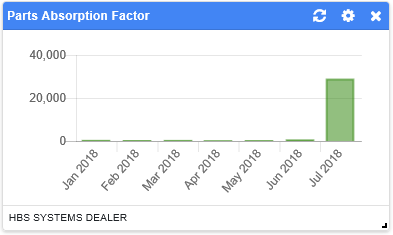 Parts Absorption Factor
40,000
20,000
0
Jan 2018
Feb 2018
Mar 2018
Apr 2018
May 2018
Jun 2018
Jul 2018
HBS SYSTEMS DEALER